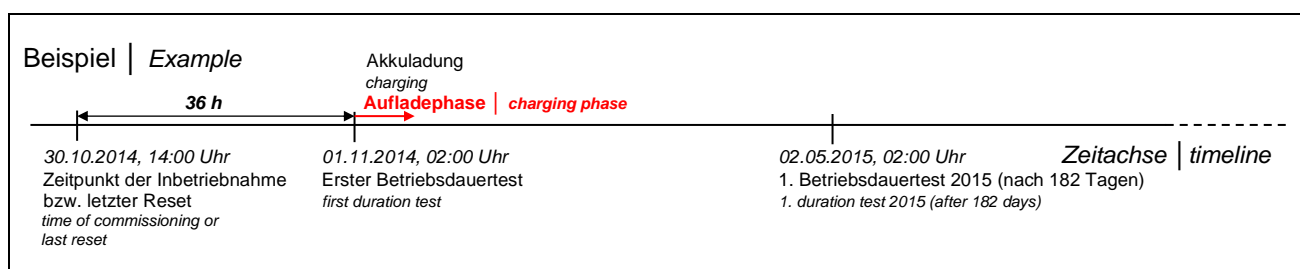 Beispiel | Example
Akkuladung
charging
36 h
Aufladephase | charging phase
30.10.2014, 14:00 Uhr
Zeitpunkt der Inbetriebnahme
bzw. letzter Reset
time of commissioning or
last reset
01.11.2014, 02:00 Uhr
Erster Betriebsdauertest
first duration test
02.05.2015, 02:00 Uhr
1. Betriebsdauertest 2015 (nach 182 Tagen)
1. duration test 2015 (after 182 days)
Zeitachse | timeline